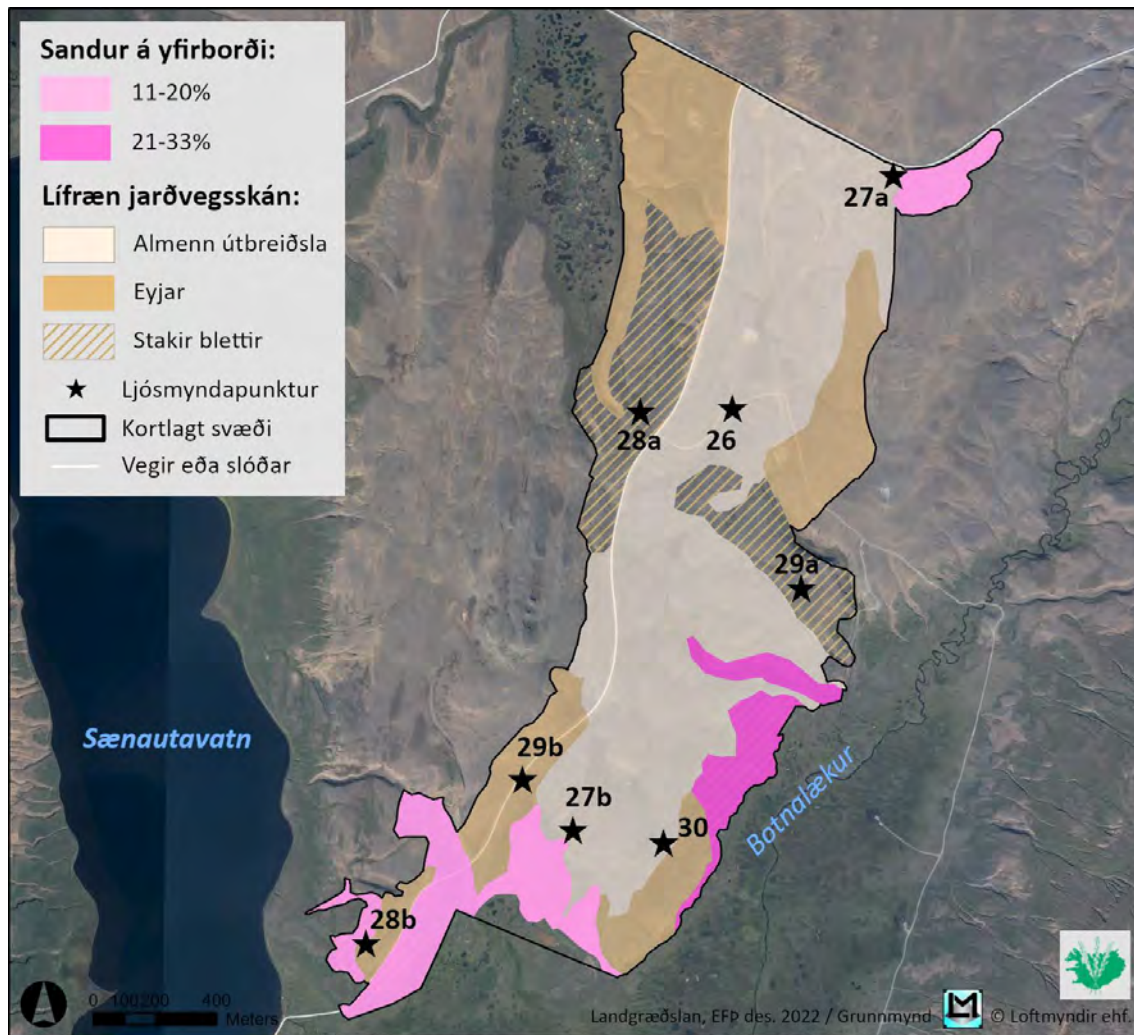 Sandur á yfirborði:
11-20%
21-33%
Lífræn jarðvegsskán:
Almenn útbreiðsla
Eyjar
Stakir blettir
Ljósmyndapunktur
Kortlagt svæði
Vegir eða slóðar
27a
28a
26
29a
Sænautavatn
29b
27b
30
Botnalækur
28b
0 100 200 400
Meters
Landgræðslan, EFÞ des. 2022 / Grunnmynd LM © Loftmyndir ehf.